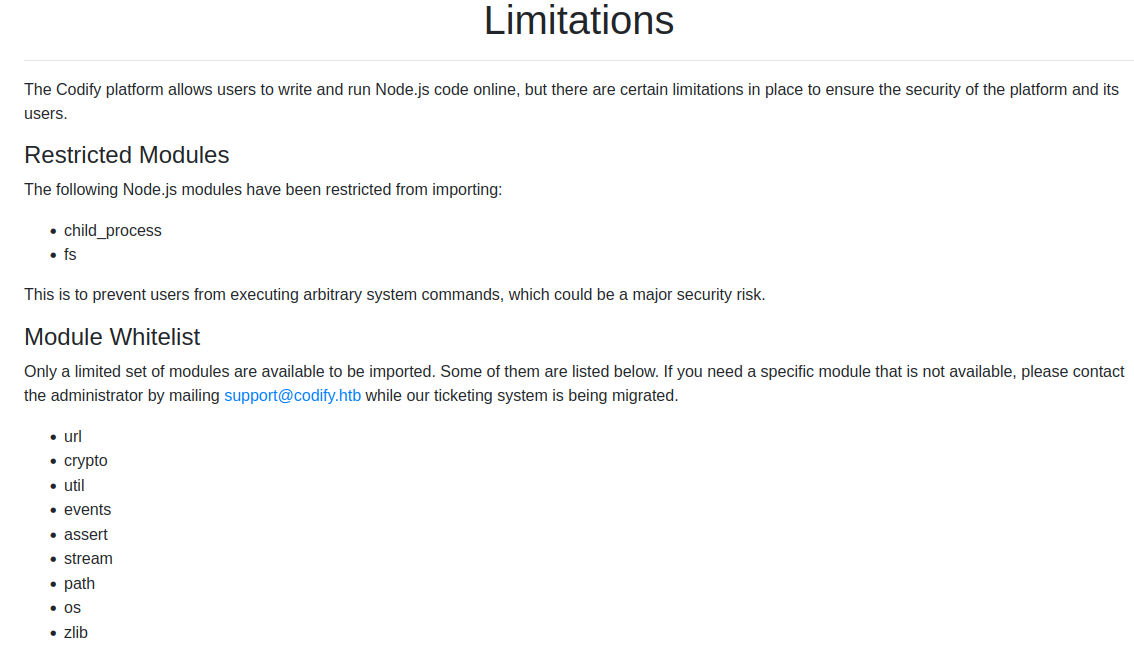 Limitations
The Codify platform allows users to write and run Node.js code online, but there are certain limitations in place to ensure the security of the platform and its
users.
Restricted Modules
The following Node.js modules have been restricted from importing:
• child_process
• fs
This is to prevent users from executing arbitrary system commands, which could be a major security risk.
Module Whitelist
Only a limited set of modules are available to be imported. Some of them are listed below. If you need a specific module that is not available, please contact
the administrator by mailing support@codify.htb while our ticketing system is being migrated.
• url
• crypto
• util
• events
• assert
• stream
• path
• os
• zlib